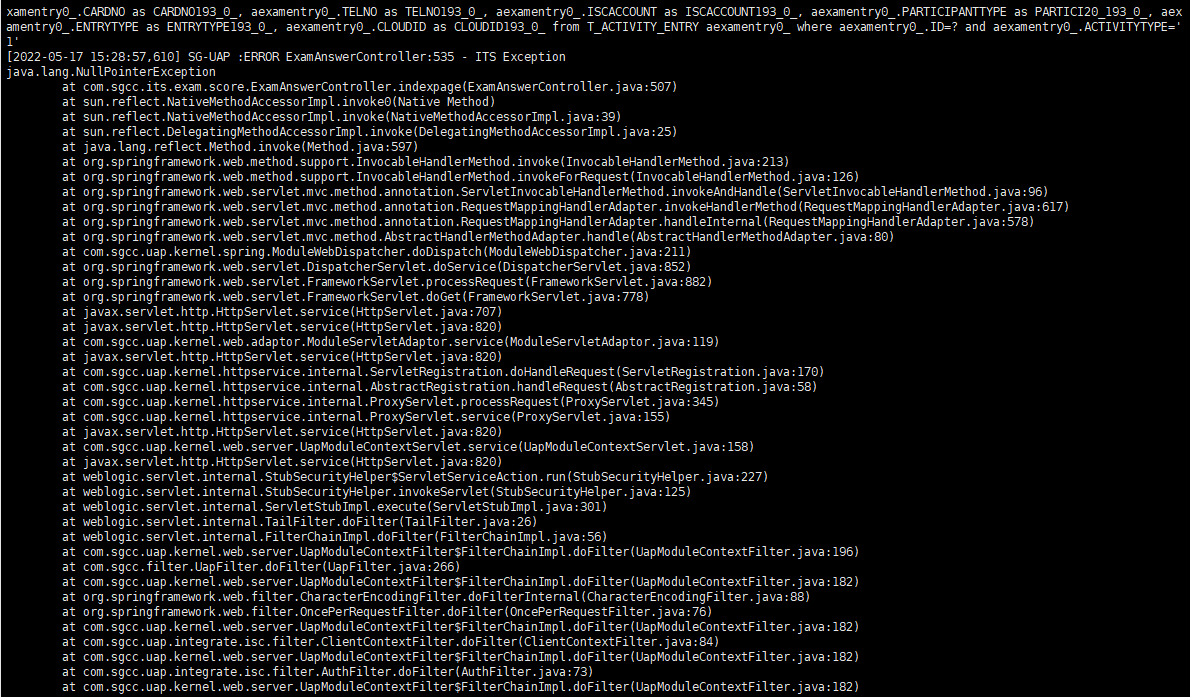 xamentry0_.CARDNO as CARDNO193_0_, aexamentry0_.TELNO as TELNO193_0_, aexamentry0_.ISCACCOUNT as ISCACCOUNT193_0_, aexamentry0_.PARTICIPANTTYPE as PARTICI20_193_0_, aex
amentry0_.ENTRYTYPE as ENTRYTYPE193_0_, aexamentry0_.CLOUDID as CLOUDID193_0_ from T_ACTIVITY_ENTRY aexamentry0_ where aexamentry0_.ID=? and aexamentry0_.ACTIVITYTYPE='
1'
[2022-05-17 15:28:57,610] SG-UAP :ERROR ExamAnswerController:535 - ITS Exception
java.lang.NullPointerException
at com.sgcc.its.exam.score.ExamAnswerController.indexpage(ExamAnswerController.java:507)
at sun.reflect.NativeMethodAccessorImpl.invoke0(Native Method)
at sun.reflect.NativeMethodAccessorImpl.invoke(NativeMethodAccessorImpl.java:39)
at sun.reflect.DelegatingMethodAccessorImpl.invoke(DelegatingMethodAccessorImpl.java:25)
at java.lang.reflect.Method.invoke(Method.java:597)
at org.springframework.web.method.support.InvocableHandlerMethod.invoke(InvocableHandlerMethod.java:213)
at org.springframework.web.method.support.InvocableHandlerMethod.invokeForRequest(InvocableHandlerMethod.java:126)
at org.springframework.web.servlet.mvc.method.annotation.ServletInvocableHandlerMethod.invokeAndHandle(ServletInvocableHandlerMethod.java:96)
at org.springframework.web.servlet.mvc.method.annotation.RequestMappingHandlerAdapter.invokeHandlerMethod(RequestMappingHandlerAdapter.java:617)
at org.springframework.web.servlet.mvc.method.annotation.RequestMappingHandlerAdapter.handleInternal(RequestMappingHandlerAdapter.java:578)
at org.springframework.web.servlet.mvc.method.AbstractHandlerMethodAdapter.handle(AbstractHandlerMethodAdapter.java:80)
at com.sgcc.uap.kernel.spring.ModuleWebDispatcher.doDispatch(ModuleWebDispatcher.java:211)
at org.springframework.web.servlet.DispatcherServlet.doService(DispatcherServlet.java:852)
at org.springframework.web.servlet.FrameworkServlet.processRequest(FrameworkServlet.java:882)
at org.springframework.web.servlet.FrameworkServlet.doGet(FrameworkServlet.java:778)
at javax.servlet.http.HttpServlet.service(HttpServlet.java:707)
at javax.servlet.http.HttpServlet.service(HttpServlet.java:820)
at com.sgcc.uap.kernel.web.adaptor.ModuleServletAdaptor.service(ModuleServletAdaptor.java:119)
at javax.servlet.http.HttpServlet.service(HttpServlet.java:820)
at com.sgcc.uap.kernel.httpservice.internal.ServletRegistration.doHandleRequest(ServletRegistration.java:170)
at com.sgcc.uap.kernel.httpservice.internal.AbstractRegistration.handleRequest(AbstractRegistration.java:58)
at com.sgcc.uap.kernel.httpservice.internal.ProxyServlet.processRequest(ProxyServlet.java:345)
at com.sgcc.uap.kernel.httpservice.internal.ProxyServlet.service(ProxyServlet.java:155)
at javax.servlet.http.HttpServlet.service(HttpServlet.java:820)
at com.sgcc.uap.kernel.web.server.UapModuleContextServlet.service(UapModuleContextServlet.java:158)
at javax.servlet.http.HttpServlet.service(HttpServlet.java:820)
at weblogic.servlet.internal.StubSecurityHelper$ServletServiceAction.run(StubSecurityHelper.java:227)
at weblogic.servlet.internal.StubSecurityHelper.invokeServlet(StubSecurityHelper.java:125)
at weblogic.servlet.internal.ServletStubImpl.execute(ServletStubImpl.java:301)
at weblogic.servlet.internal.TailFilter.doFilter(TailFilter.java:26)
at weblogic.servlet.internal.FilterChainImpl.doFilter(FilterChainImpl.java:56)
at com.sgcc.uap.kernel.web.server.UapModuleContextFilter$FilterChainImpl.doFilter(UapModuleContextFilter.java:196)
at com.sgcc.filter.UapFilter.doFilter(UapFilter.java:266)
at com.sgcc.uap.kernel.web.server.UapModuleContextFilter$FilterChainImpl.doFilter(UapModuleContextFilter.java:182)
at org.springframework.web.filter.CharacterEncodingFilter.doFilterInternal(CharacterEncodingFilter.java:88)
at org.springframework.web.filter.OncePerRequestFilter.doFilter(OncePerRequestFilter.java:76)
at com.sgcc.uap.kernel.web.server.UapModuleContextFilter$FilterChainImpl.doFilter(UapModuleContextFilter.java:182)
at com.sgcc.uap.integrate.isc.filter.ClientContextFilter.doFilter(ClientContextFilter.java:84)
at com.sgcc.uap.kernel.web.server.UapModuleContextFilter$FilterChainImpl.doFilter(UapModuleContextFilter.java:182)
at com.sgcc.uap.integrate.isc.filter.AuthFilter.doFilter(AuthFilter.java:73)
at com.sgcc.uap.kernel.web.server.UapModuleContextFilter$FilterChainImpl.doFilter(UapModuleContextFilter.java:182)